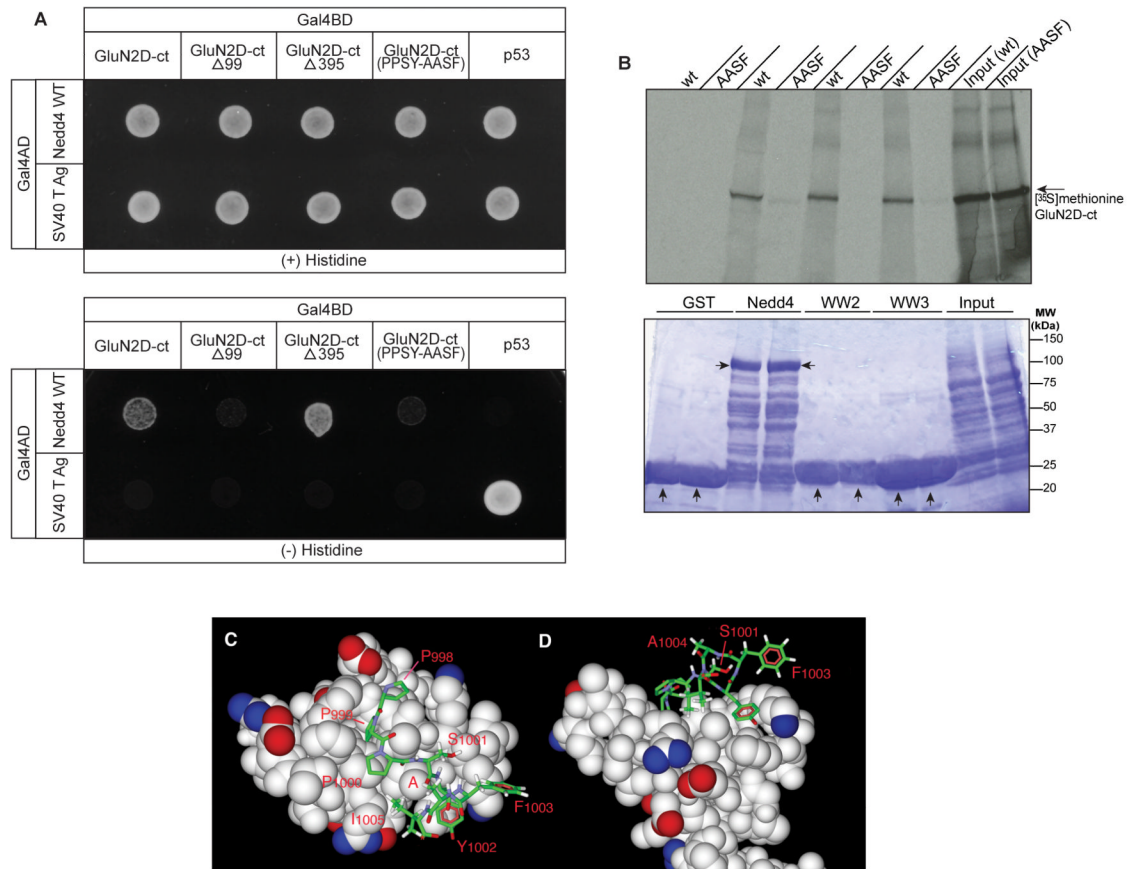 A
Gal4BD
GluN2D-ct
GluN2D-ct
△99
GluN2D-ct
△395
GluN2D-ct
(PPSY-AASF)
p53
Gal4AD
Nedd4 WT
SV40 T Ag
(+) Histidine
Gal4BD
GluN2D-ct
GluN2D-ct
△99
GluN2D-ct
△395
GluN2D-ct
(PPSY-AASF)
p53
Gal4AD
Nedd4 WT
SV40 T Ag
(-) Histidine
B
wt
AASF
wt
AASF
wt
AASF
wt
AASF
Input (wt)
Input (AASF)
[35S]methionine
GluN2D-ct
GST
Nedd4
WW2
WW3
Input
MW
(kDa)
150
100
75
50
37
25
20
C
P998
P999
S1001
A
P1000
F1003
I1005
Y1002
D
S1001
A1004
F1003